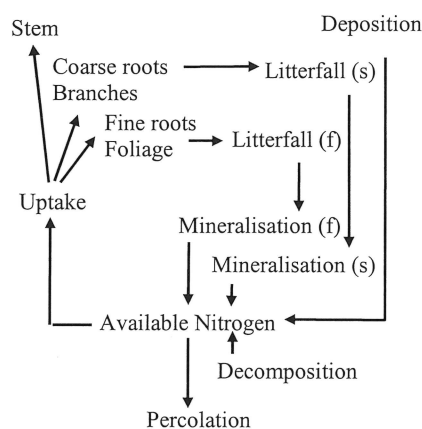 Deposition
Stem
Coarse roots
Branches
Litterfall (s)
Fine roots
Foliage
Litterfall (f)
Uptake
Mineralisation (f)
Mineralisation (s)
Available Nitrogen
Decomposition
Percolation